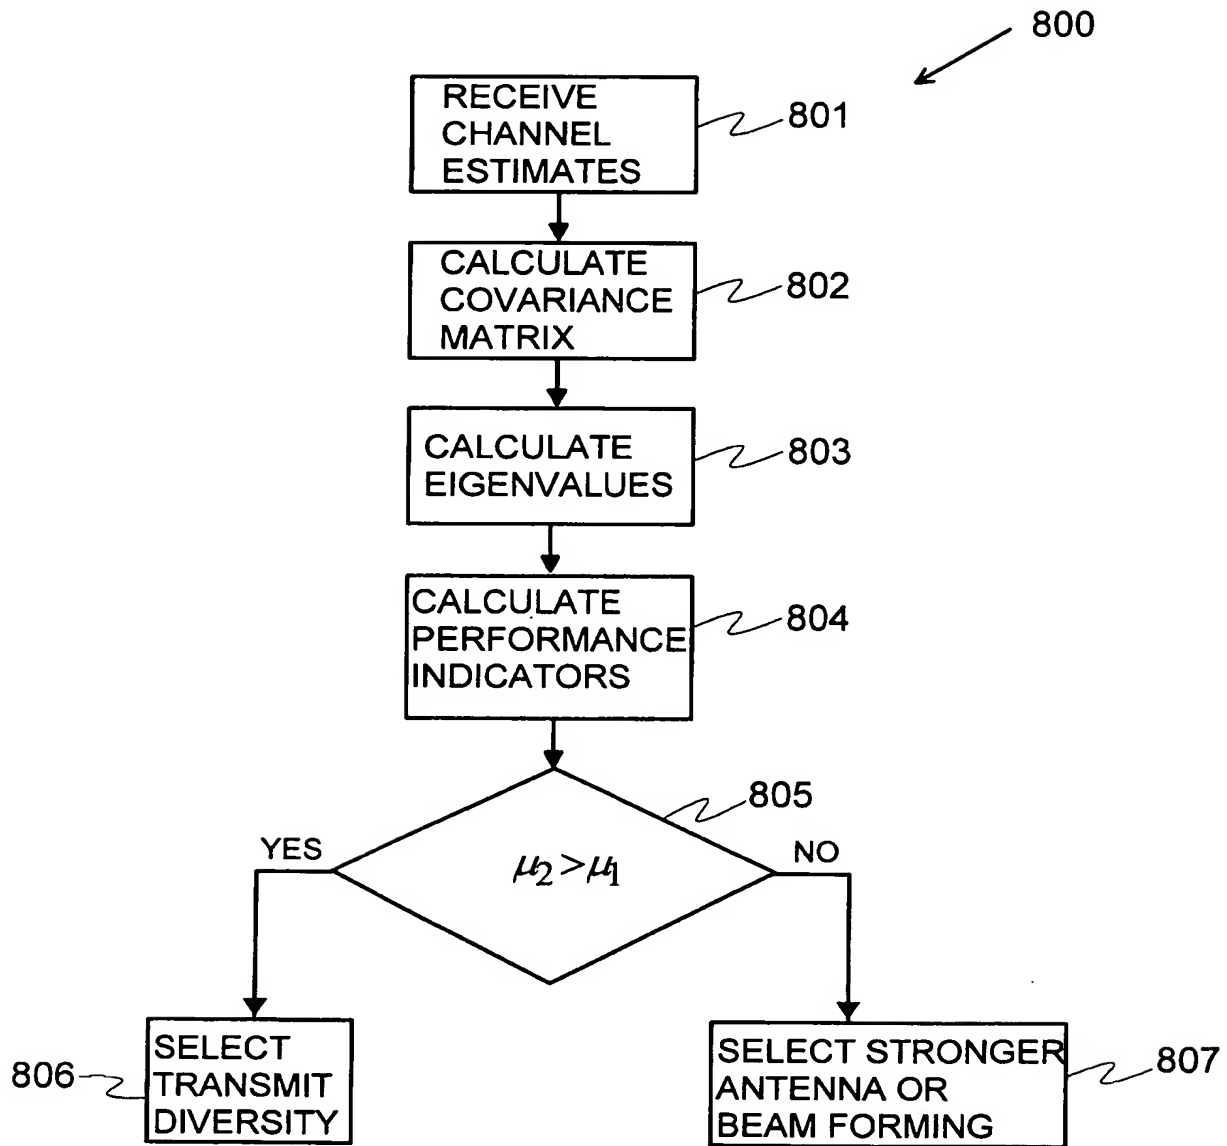 800
RECEIVE
CHANNEL
ESTIMATES
801
CALCULATE
COVARIANCE
MATRIX
802
CALCULATE
EIGENVALUES
803
CALCULATE
PERFORMANCE
INDICATORS
804
805
YES
μ2>μ1
NO
SELECT
TRANSMIT
DIVERSITY
806
SELECT STRONGER
ANTENNA OR
BEAM FORMING
807